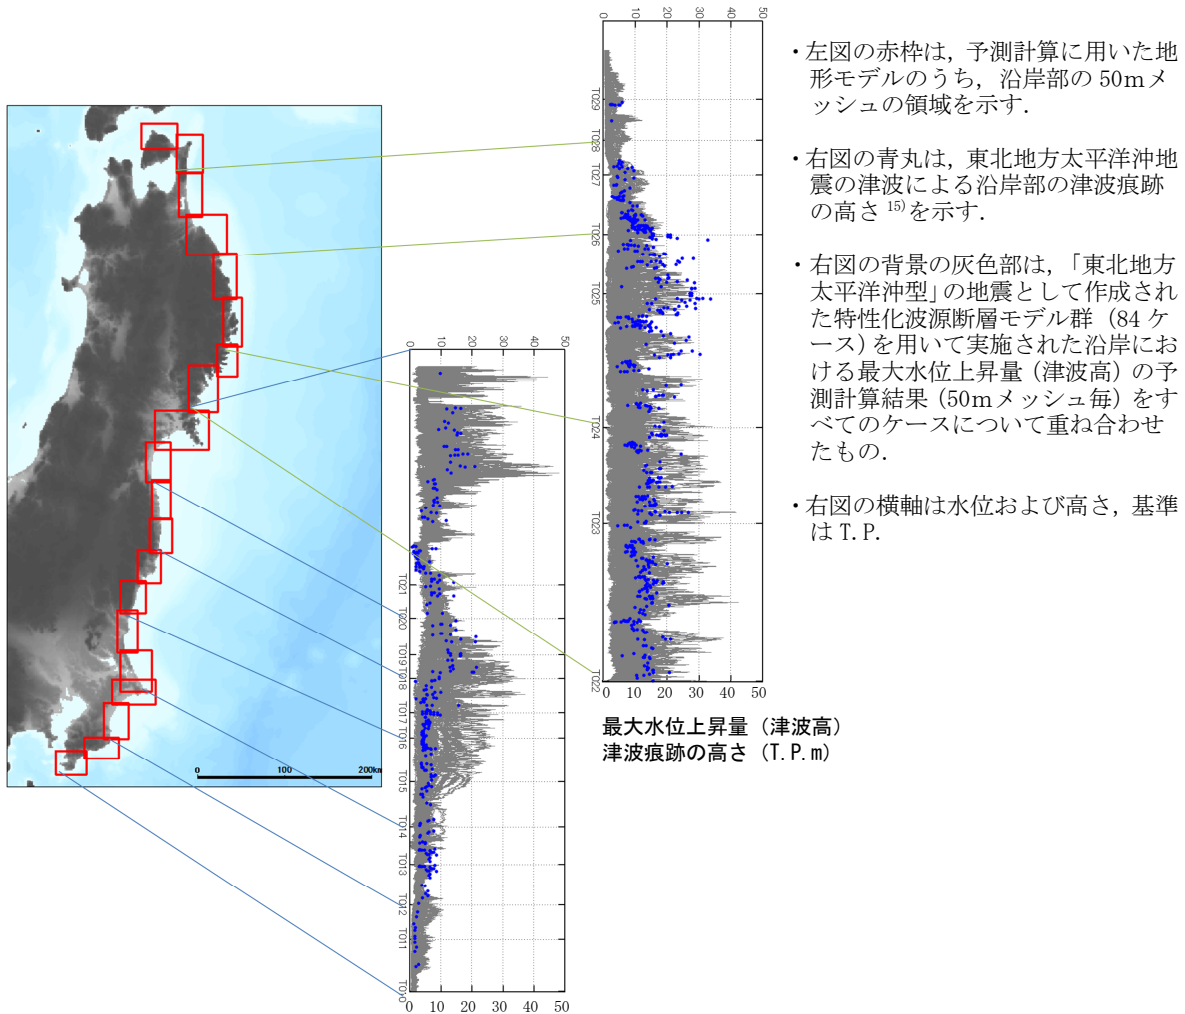 0 10 20 30 40 50
T029
T028
T027
T026
T025
T024
T023
T022
0 10 20 30 40 50
最大水位上昇量（津波高）
津波痕跡の高さ（T.P.m）
0 10 20 30 40 50
T021
T020
T019
T018
T017
T016
T015
T014
T013
T012
T011
T010
0 10 20 30 40 50
0 100 200km
・左図の赤枠は，予測計算に用いた地
形モデルのうち，沿岸部の 50ｍメ
ッシュの領域を示す．
・右図の青丸は，東北地方太平洋沖地
震の津波による沿岸部の津波痕跡
の高さ 15)を示す．
・右図の背景の灰色部は，「東北地方
太平洋沖型」の地震として作成され
た特性化波源断層モデル群（84 ケ
ース）を用いて実施された沿岸にお
ける最大水位上昇量（津波高）の予
測計算結果（50ｍメッシュ毎）をす
べてのケースについて重ね合わせ
たもの．
・右図の横軸は水位および高さ，基準
は T.P.